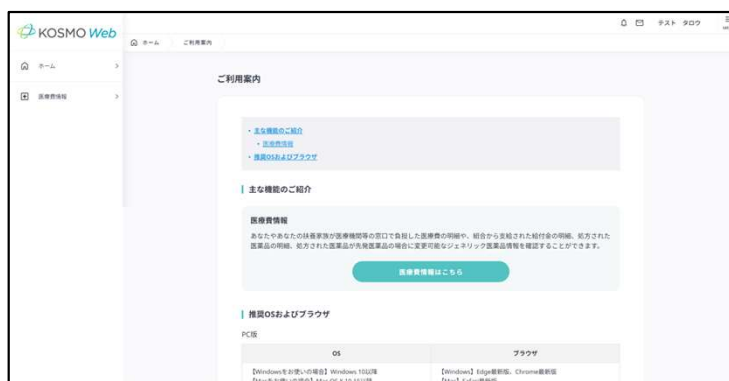 KOSMO Web
テスト タロウ
ホーム
ご利用案内
ホーム
医療費情報
ご利用案内
・主な機能のご紹介
・医療費情報
・推奨OSおよびブラウザ
主な機能のご紹介
医療費情報
あなたやあなたの扶養家族が医療機関等の窓口で負担した医療費の明細や、組合から支給された給付金の明細、処方された
医薬品の明細、処方された医薬品が先発医薬品の場合に変更可能なジェネリック医薬品情報を確認することができます。
医療費情報はこちら
推奨OSおよびブラウザ
PC版
OS
ブラウザ
【Windowsをお使いの場合】Windows 10以降
【Windows】Edge最新版、Chrome最新版